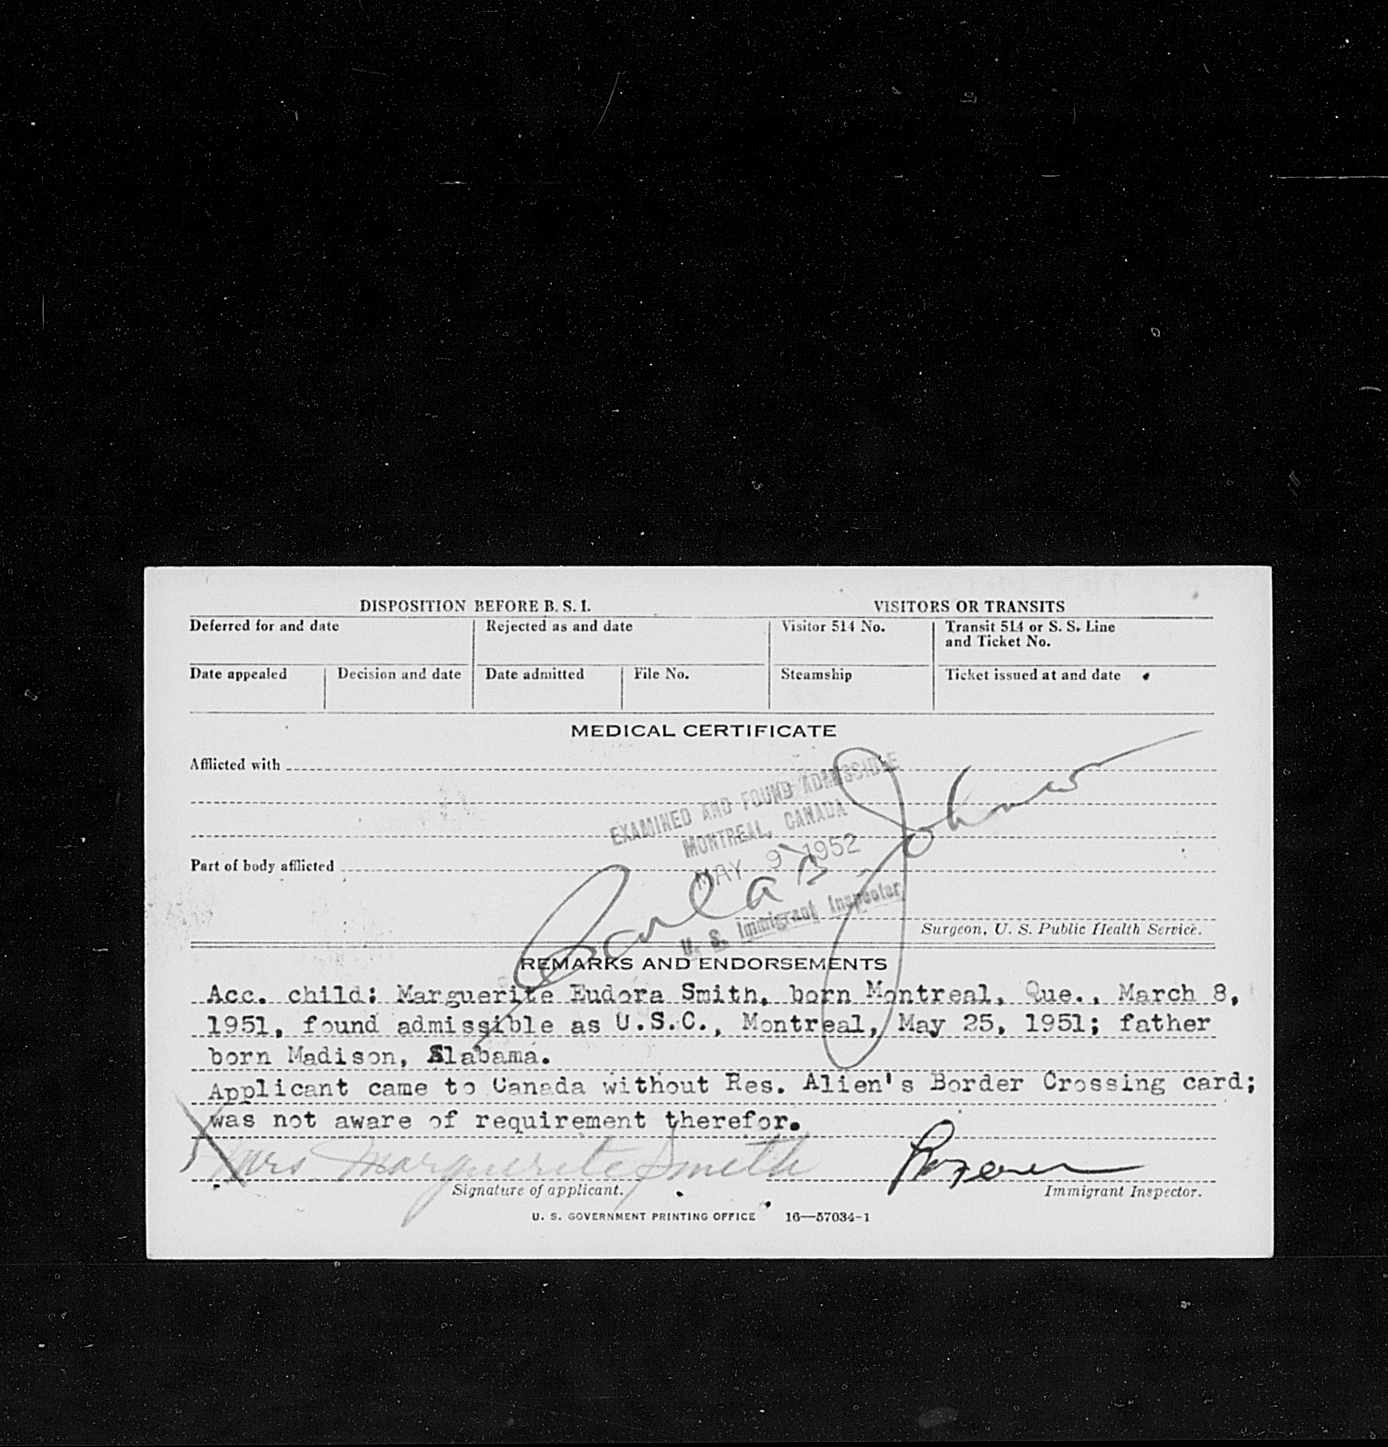 DISPOSITION BEFORE B. S. I. VISITORS OR TRANSITS
Deferred for and date Rejected as and date Visitor 514 No. Transit 514 or S. S. Line
and Ticket No.
Date appealed Decision and date Date admitted File No. Steamship Ticket issued at and date
MEDICAL CERTIFICATE
Afflicted with
EXAMINED AND FOUND ADMISSIBLE
MONTREAL, CANADA
MAY 9 1952
U. S. Immigrant Inspector
Part of body afflicted
Johnson
Surgeon, U. S. Public Health Service.
REMARKS AND ENDORSEMENTS
Acc. child: Marguerite Eudora Smith, born Montreal, Que., March 8,
1951, found admissible as U.S.C., Montreal, May 25, 1951; father
born Madison, Alabama.
Applicant came to Canada without Res. Alien's Border Crossing card;
was not aware of requirement therefor.
X Mrs Marguerite Smith
Signature of applicant. Immigrant Inspector.
U. S. GOVERNMENT PRINTING OFFICE 16—57034-1